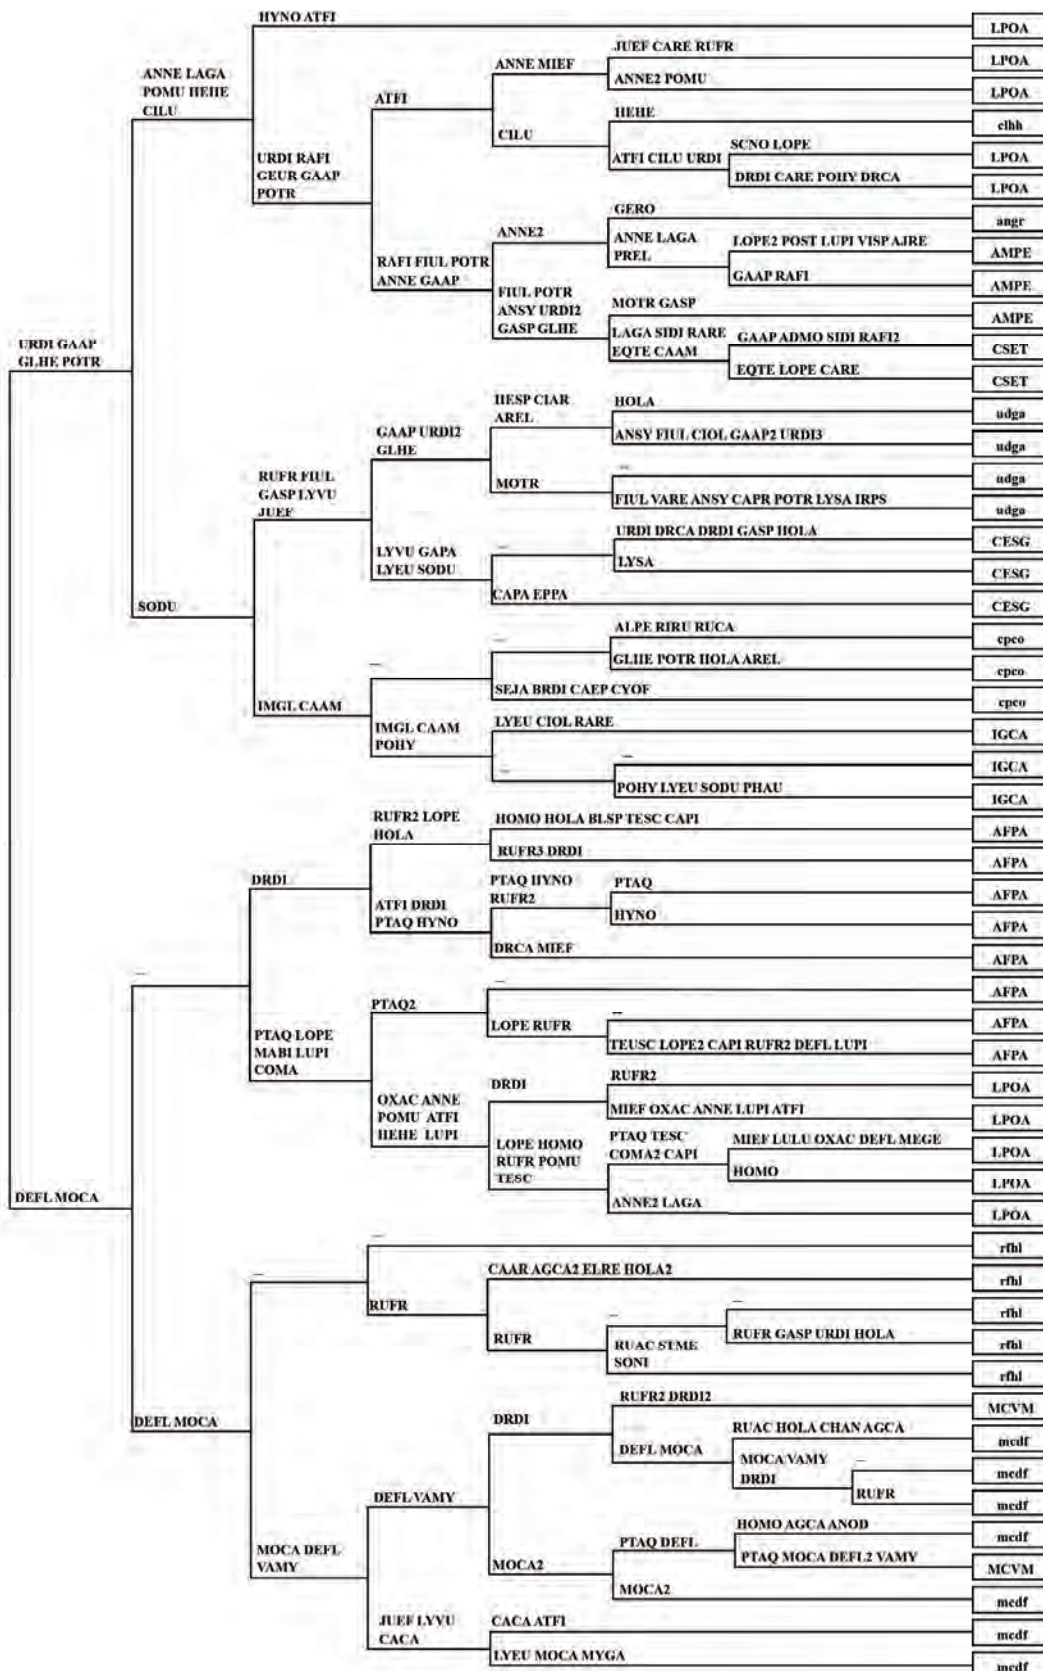 HYNO ATFI
LPOA
JUEF CARE RUFR
LPOA
ANNE MIEF
ANNE LAGA
POMU HEHE
CILU
ANNE2 POMU
LPOA
ATFI
HEHE
clhh
CILU
SCNO LOPE
ATFI CILU URDI
LPOA
URDI RAFI
GEUR GAAP
POTR
DRDI CARE POHY DRCA
LPOA
GERO
angr
ANNE2
ANNE LAGA
PREL
LOPE2 POST LUPI VISP AJRE
AMPE
RAFI FIUL POTR
ANNE GAAP
GAAP RAFI
AMPE
FIUL POTR
ANSY URDI2
GASP GLHE
MOTR GASP
AMPE
LAGA SIDI RARE
EQTE CAAM
GAAP ADMO SIDI RAFI2
CSET
URDI GAAP
GLHE POTR
EQTE LOPE CARE
CSET
HESP CIAR
AREL
HOLA
udga
GAAP URDI2
GLHE
ANSY FIUL CIOL GAAP2 URDI3
udga
–
udga
RUFR FIUL
GASP LYVU
JUEF
MOTR
FIUL VARE ANSY CAPR POTR LYSA IRPS
udga
URDI DRCA DRDI GASP HOLA
CESG
–
LYVU GAPA
LYEU SODU
LYSA
CESG
CAPA EPPA
CESG
SODU
ALPE RIRU RUCA
cpco
–
GLHE POTR HOLA AREL
cpco
–
SEJA BRDI CAEP CYOF
cpco
IMGL CAAM
LYEU CIOL RARE
IGCA
IMGL CAAM
POHY
–
IGCA
–
POHY LYEU SODU PHAU
IGCA
RUFR2 LOPE
HOLA
HOMO HOLA BLSP TESC CAPI
AFPA
RUFR3 DRDI
AFPA
DRDI
PTAQ HYNO
RUFR2
PTAQ
AFPA
ATFI DRDI
PTAQ HYNO
HYNO
AFPA
DRCA MIEF
AFPA
–
–
AFPA
PTAQ2
–
AFPA
LOPE RUFR
PTAQ LOPE
MABI LUPI
COMA
TEUSC LOPE2 CAPI RUFR2 DEFL LUPI
AFPA
RUFR2
LPOA
DRDI
OXAC ANNE
POMU ATFI
HEHE LUPI
MIEF OXAC ANNE LUPI ATFI
LPOA
LOPE HOMO
RUFR POMU
TESC
PTAQ TESC
COMA2 CAPI
MIEF LULU OXAC DEFL MEGE
LPOA
HOMO
LPOA
DEFL MOCA
ANNE2 LAGA
LPOA
–
rfhl
CAAR AGCA2 ELRE HOLA2
rfhl
–
RUFR
–
rfhl
–
RUFR GASP URDI HOLA
rfhl
RUFR
RUAC STME
SONI
rfhl
RUFR2 DRDI2
MCVM
DEFL MOCA
DRDI
RUAC HOLA CHAN AGCA
mcdf
DEFL MOCA
MOCA VAMY
DRDI
–
mcdf
DEFL VAMY
RUFR
mcdf
HOMO AGCA ANOD
mcdf
PTAQ DEFL
MOCA DEFL
VAMY
MOCA2
PTAQ MOCA DEFL2 VAMY
MCVM
MOCA2
mcdf
JUEF LYVU
CACA
CACA ATFI
mcdf
LYEU MOCA MYGA
mcdf